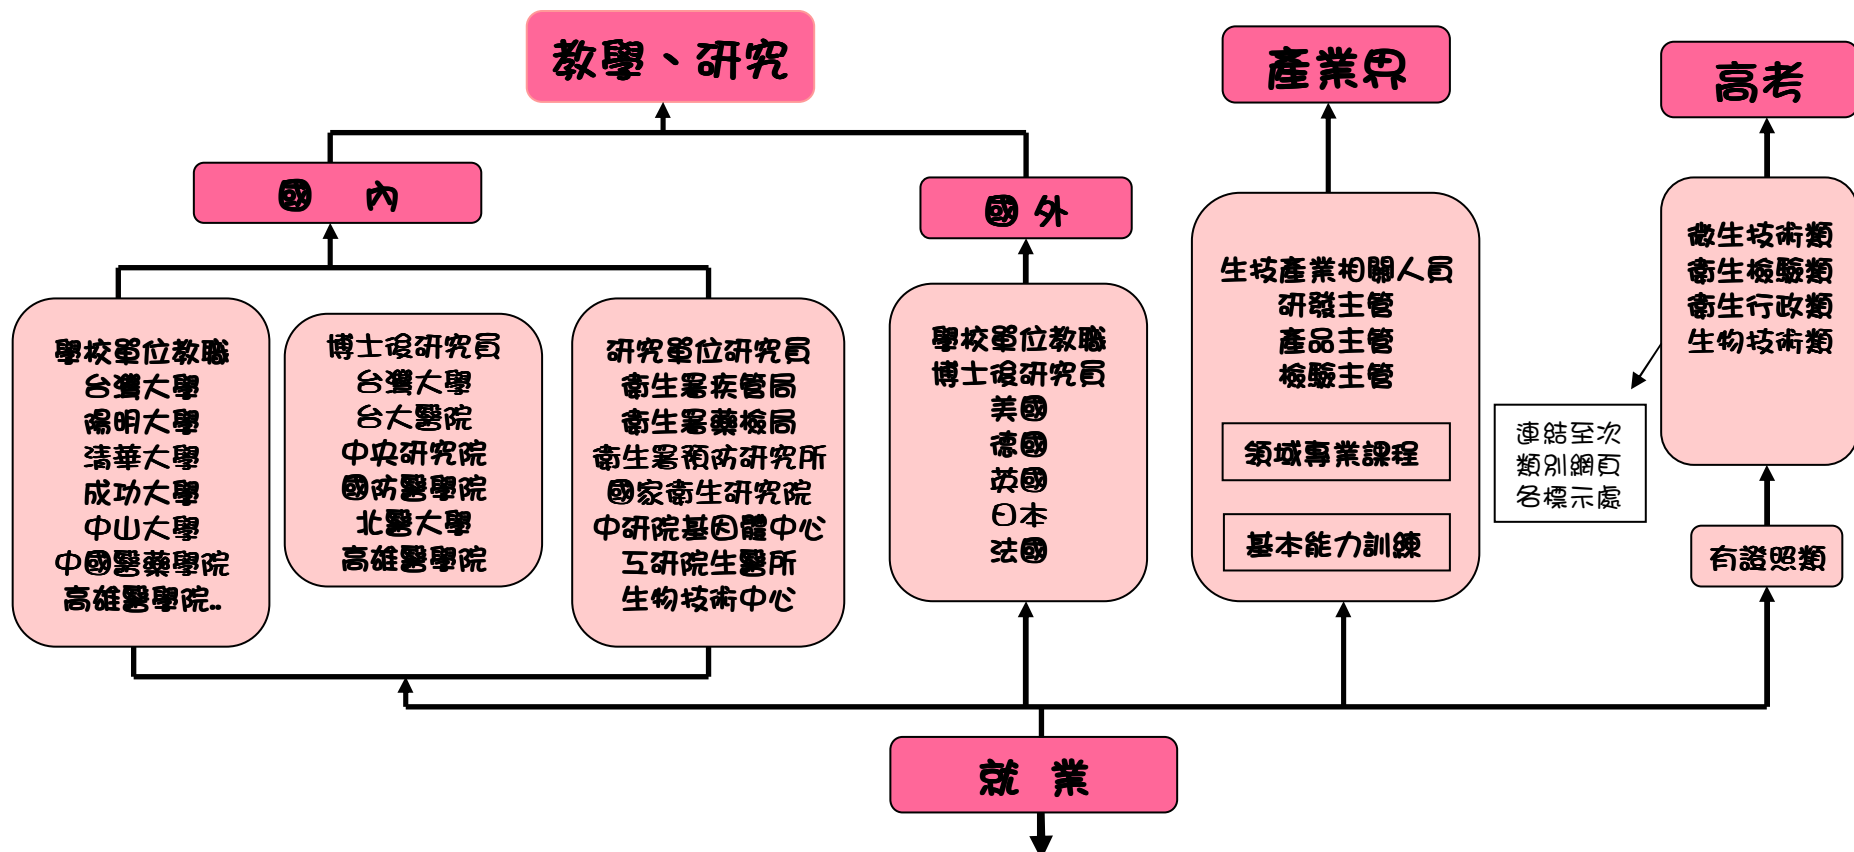 教學、研究
產業界
高考
國 內
國外
學校單位教職
台灣大學
陽明大學
清華大學
成功大學
中山大學
中國醫藥學院
高雄醫學院..
博士後研究員
台灣大學
台大醫院
中央研究院
國防醫學院
北醫大學
高雄醫學院
研究單位研究員
衛生署疾管局
衛生署藥檢局
衛生署預防研究所
國家衛生研究院
中研院基因體中心
互研院生醫所
生物技術中心
學校單位教職
博士後研究員
美國
德國
英國
日本
法國
生技產業相關人員
研發主管
產品主管
檢驗主管
領域專業課程
基本能力訓練
微生技術類
衛生檢驗類
衛生行政類
生物技術類
連結至次
類別網頁
各標示處
有證照類
就 業